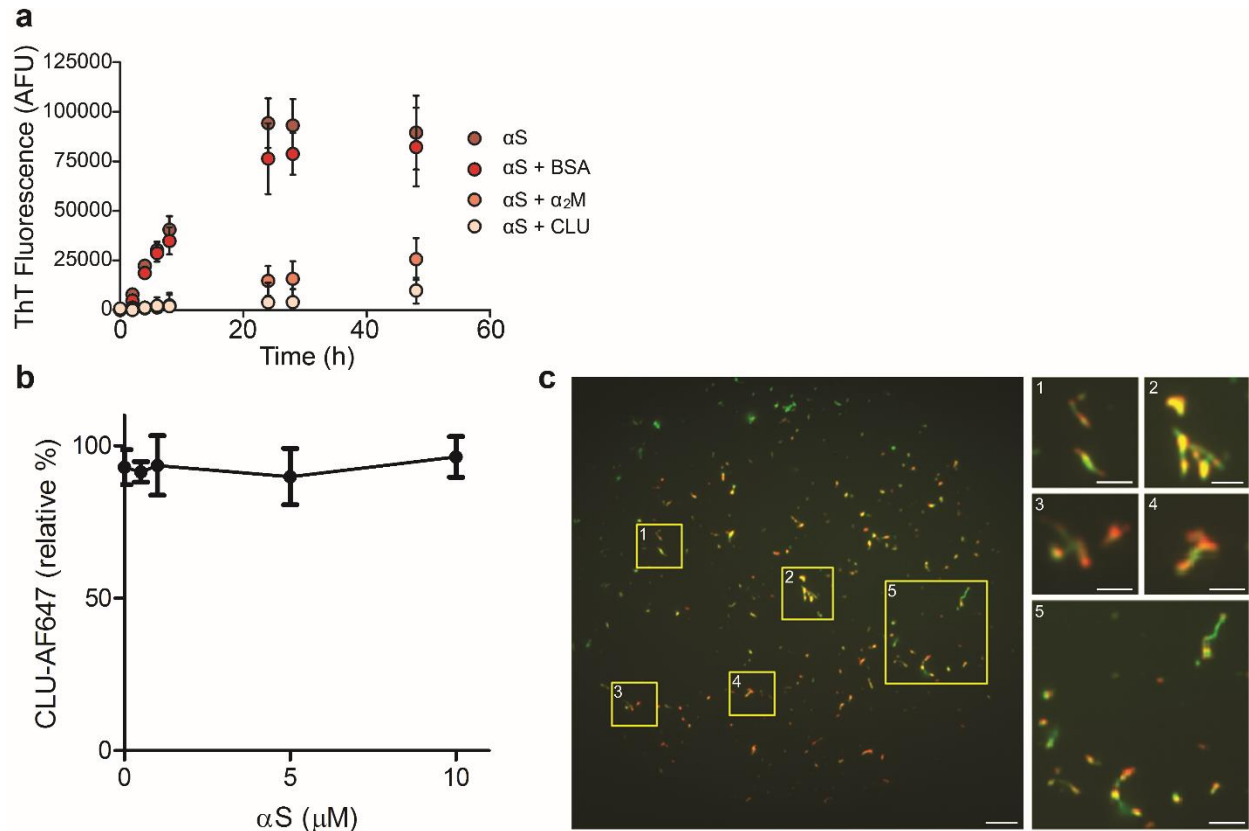 a
ThT Fluorescence (AFU)
125000
100000
75000
50000
25000
0
0 20 40 60
Time (h)
αS
αS + BSA
αS + α₂M
αS + CLU
b
CLU-AF647 (relative %)
100
50
0
0 5 10
αS (μM)
c
1
2
3
4
5
1
2
3
4
5